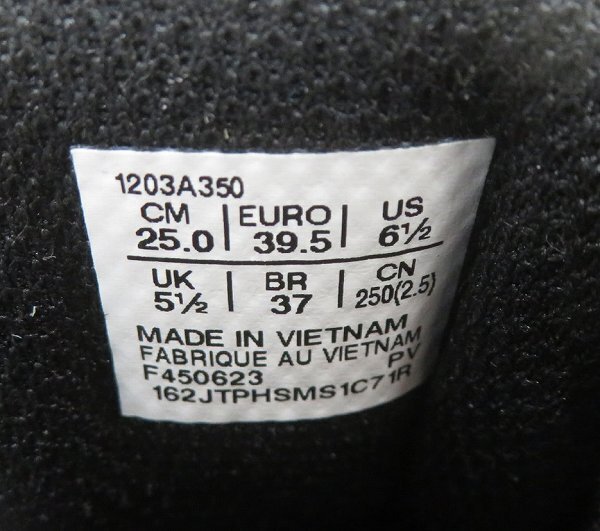 1203A350
CM EURO US
25.0 39.5 6½
UK BR CN
5½ 37 250(2.5)
MADE IN VIETNAM
FABRIQUE AU VIETNAM
F450623 PV
162JTPHSMS1C71R